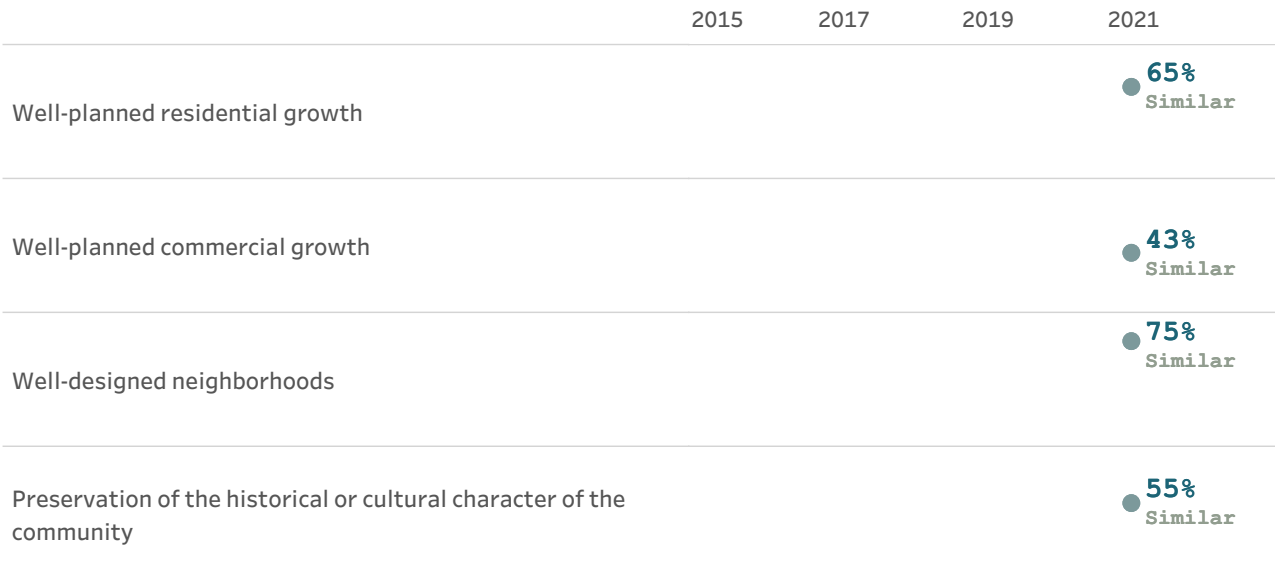 2015 2017 2019 2021
65%
Similar
Well-planned residential growth
43%
Similar
Well-planned commercial growth
75%
Similar
Well-designed neighborhoods
55%
Similar
Preservation of the historical or cultural character of the
community